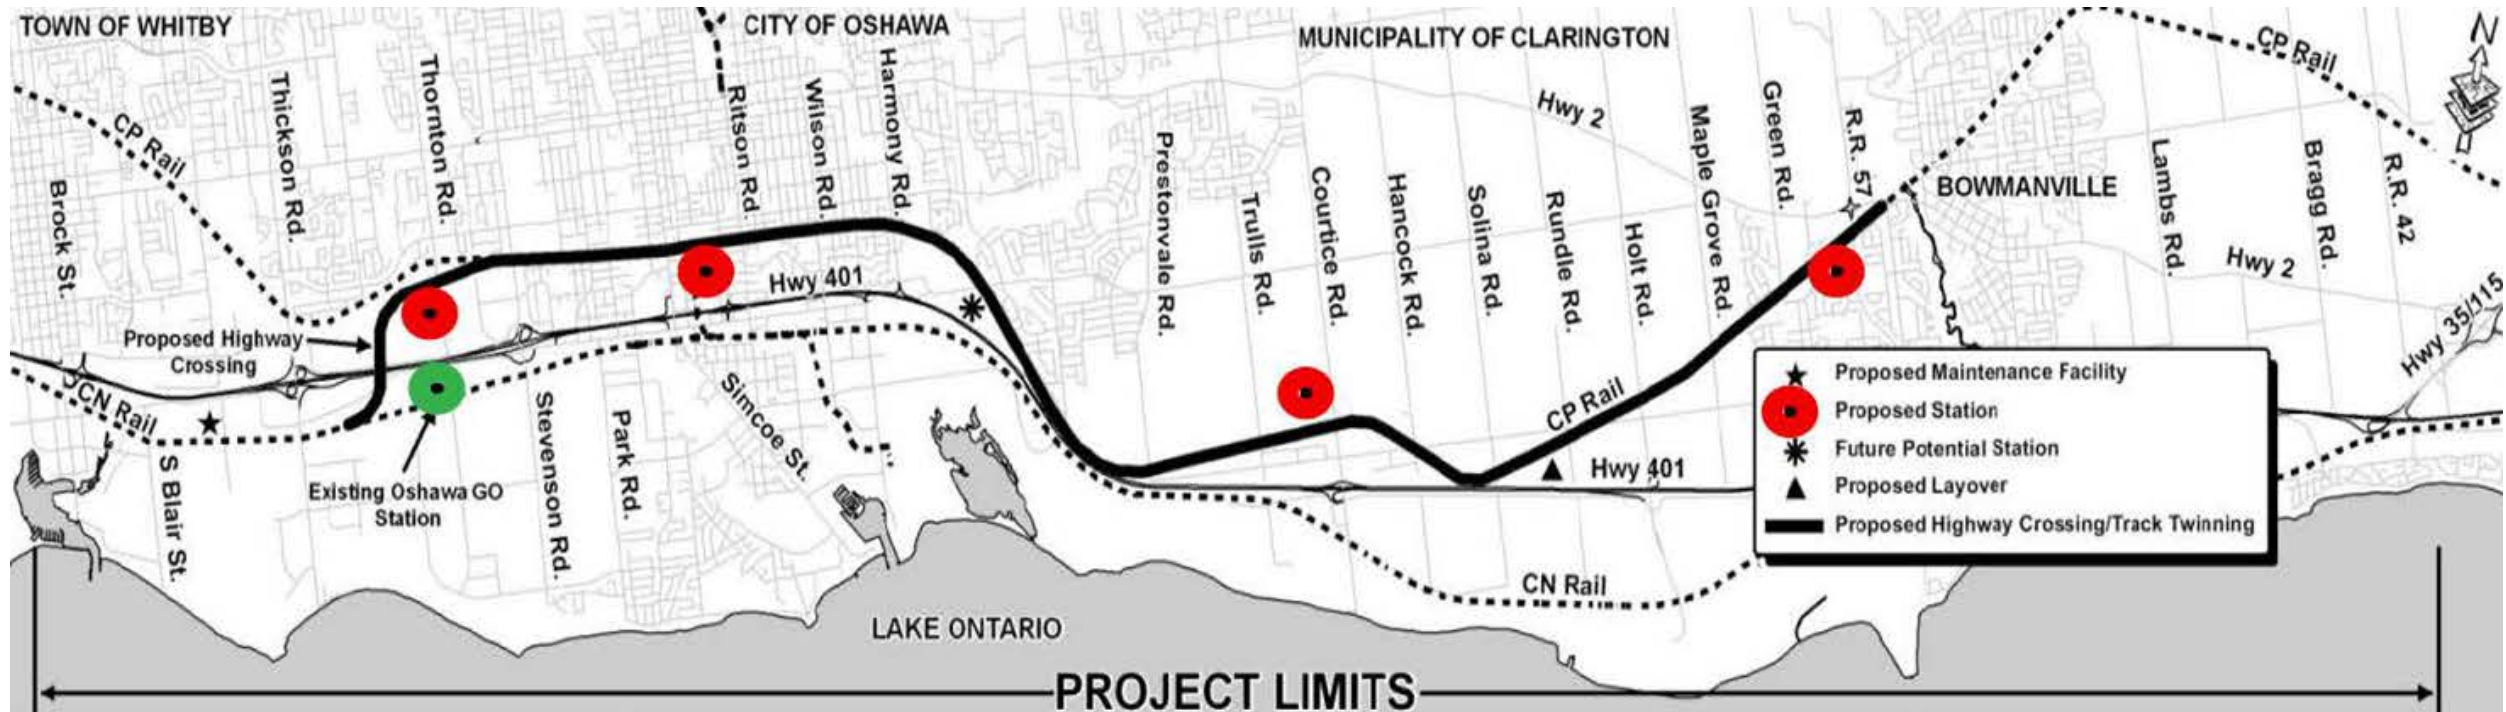 TOWN OF WHITBY
CITY OF OSHAWA
MUNICIPALITY OF CLARINGTON
N
CP Rail
Hwy 2
CP Rail
Brock St.
Thickson Rd.
Thornton Rd.
Ritson Rd.
Wilson Rd.
Harmony Rd.
Prestonvale Rd.
Trulls Rd.
Courtice Rd.
Hancock Rd.
Solina Rd.
Rundle Rd.
Holt Rd.
Maple Grove Rd.
Green Rd.
R.R. 57
BOWMANVILLE
Lambs Rd.
Bragg Rd.
R.R. 42
Hwy 2
Hwy 35/115
Hwy 401
Proposed Highway
Crossing
CN Rail
S Blair St.
Existing Oshawa GO
Station
Stevenson Rd.
Park Rd.
Simcoe St.
CP Rail
Hwy 401
CN Rail
Proposed Maintenance Facility
Proposed Station
Future Potential Station
Proposed Layover
Proposed Highway Crossing/Track Twinning
LAKE ONTARIO
PROJECT LIMITS